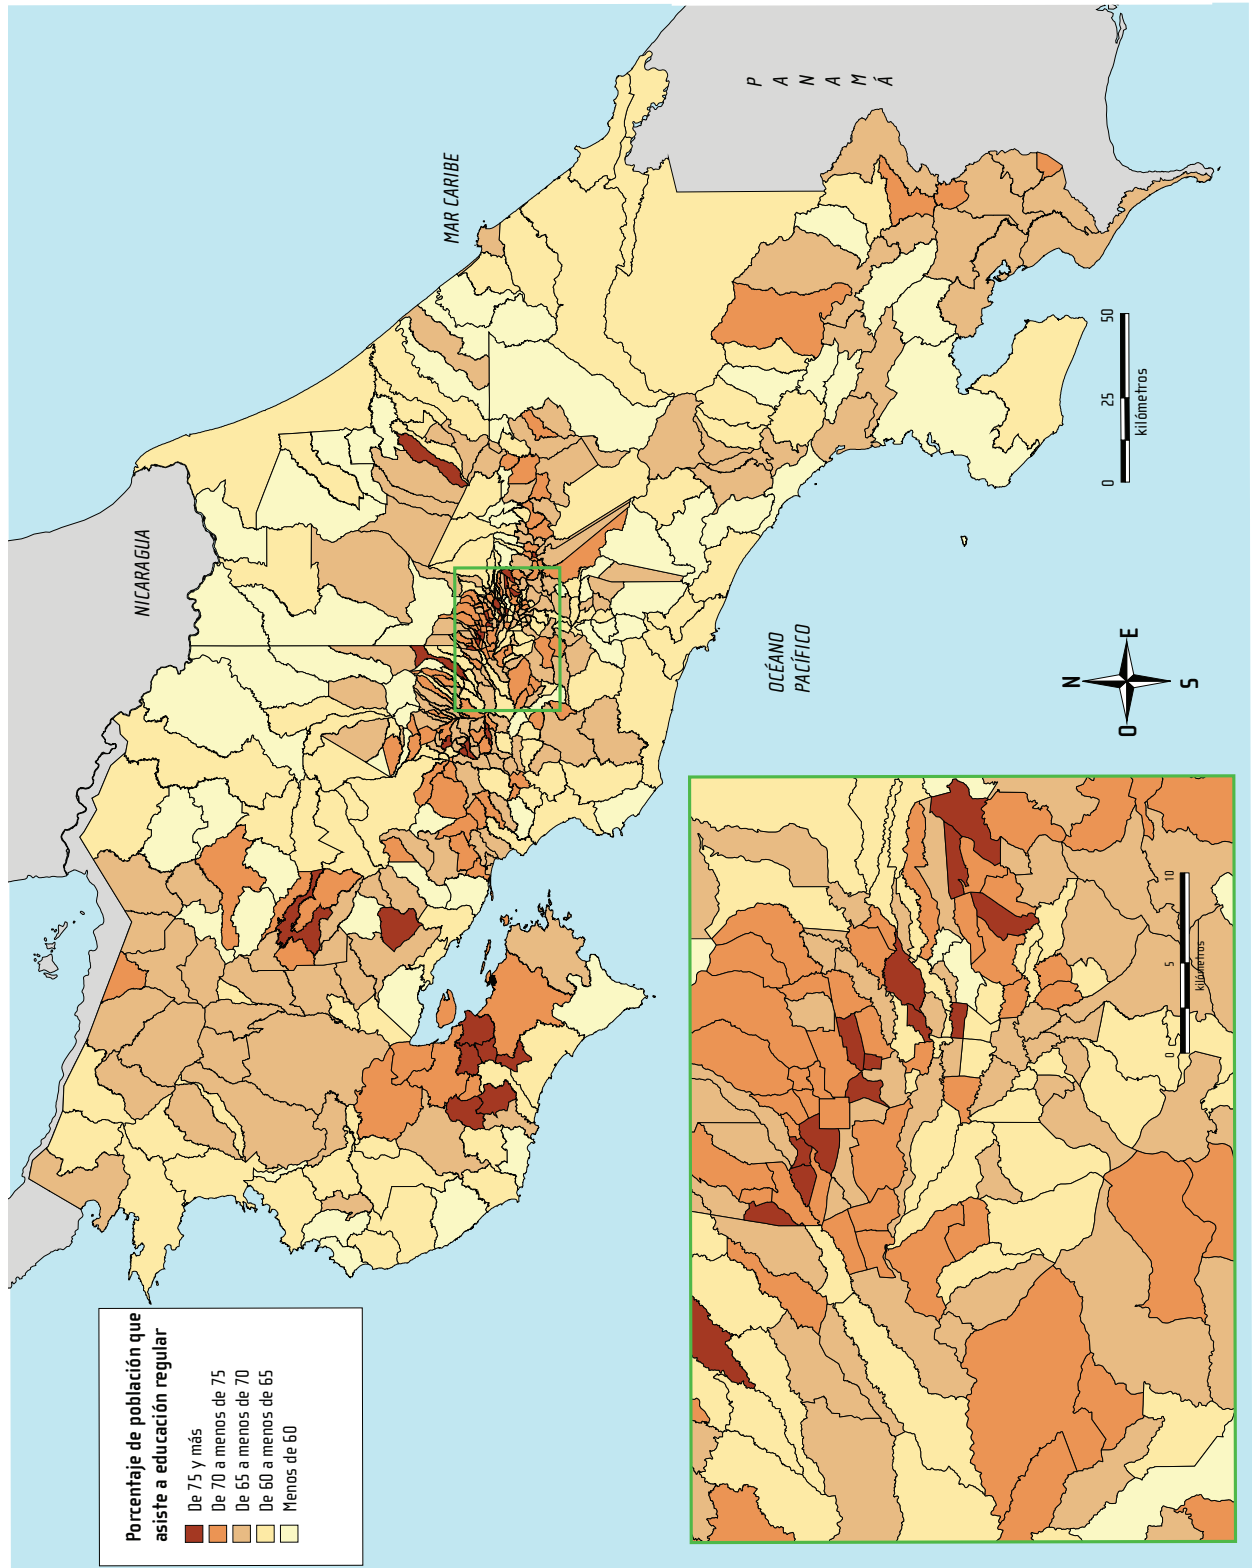 Porcentaje de población que
asiste a educación regular
De 75 y más
De 70 a menos de 75
De 65 a menos de 70
De 60 a menos de 65
Menos de 60
NICARAGUA
MAR CARIBE
PANAMÁ
OCÉANO
PACÍFICO
N
O
E
S
0
25
50
kilómetros
0
5
10
kilómetros